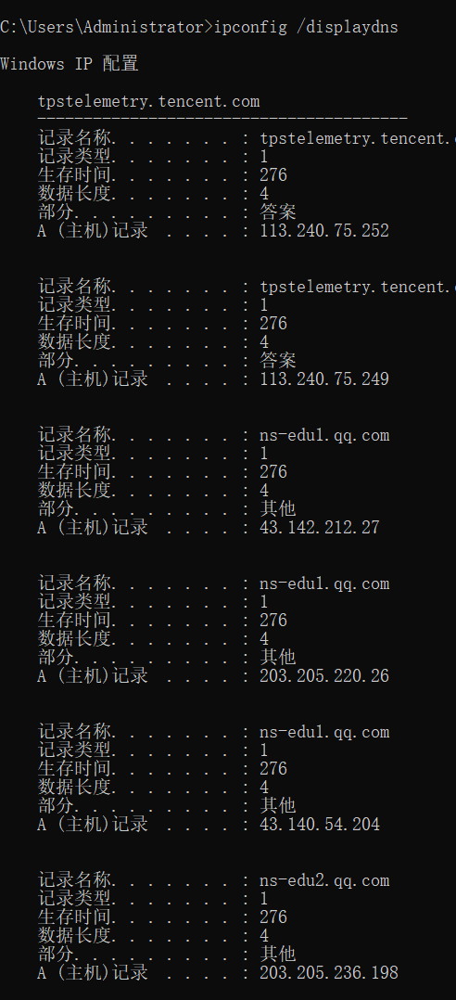 C:\Users\Administrator>ipconfig /displaydns
Windows IP 配置
tpstelemetry.tencent.com
----------------------------------------
记录名称. . . . . . . : tpstelemetry.tencent.
记录类型. . . . . . . : 1
生存时间. . . . . . . : 276
数据长度. . . . . . . : 4
部分. . . . . . . . . : 答案
A (主机)记录 . . . . : 113.240.75.252
记录名称. . . . . . . : tpstelemetry.tencent.
记录类型. . . . . . . : 1
生存时间. . . . . . . : 276
数据长度. . . . . . . : 4
部分. . . . . . . . . : 答案
A (主机)记录 . . . . : 113.240.75.249
记录名称. . . . . . . : ns-edu1.qq.com
记录类型. . . . . . . : 1
生存时间. . . . . . . : 276
数据长度. . . . . . . : 4
部分. . . . . . . . . : 其他
A (主机)记录 . . . . : 43.142.212.27
记录名称. . . . . . . : ns-edu1.qq.com
记录类型. . . . . . . : 1
生存时间. . . . . . . : 276
数据长度. . . . . . . : 4
部分. . . . . . . . . : 其他
A (主机)记录 . . . . : 203.205.220.26
记录名称. . . . . . . : ns-edu1.qq.com
记录类型. . . . . . . : 1
生存时间. . . . . . . : 276
数据长度. . . . . . . : 4
部分. . . . . . . . . : 其他
A (主机)记录 . . . . : 43.140.54.204
记录名称. . . . . . . : ns-edu2.qq.com
记录类型. . . . . . . : 1
生存时间. . . . . . . : 276
数据长度. . . . . . . : 4
部分. . . . . . . . . : 其他
A (主机)记录 . . . . : 203.205.236.198